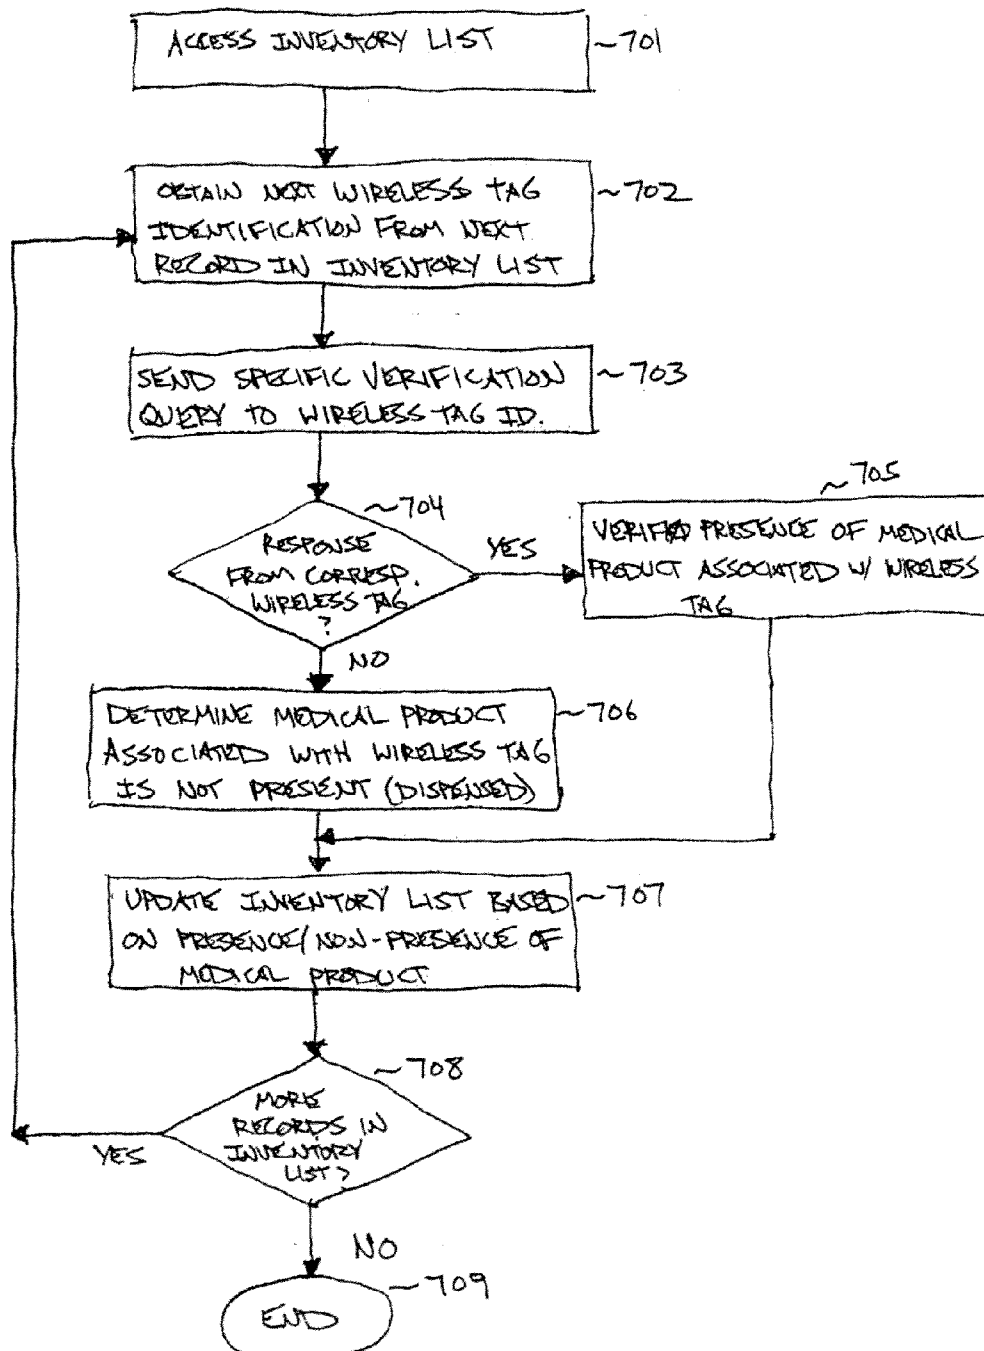 ACCESS INVENTORY LIST
~701
OBTAIN NEXT WIRELESS TAG
~702
IDENTIFICATION FROM NEXT
RECORD IN INVENTORY LIST
SEND SPECIFIC VERIFICATION
~703
QUERY TO WIRELESS TAG ID.
~704
RESPONSE
FROM CORRESP.
WIRELESS TAG
?
YES
~705
VERIFIED PRESENCE OF MEDICAL
PRODUCT ASSOCIATED W/ WIRELESS
TAG
NO
DETERMINE MEDICAL PRODUCT
~706
ASSOCIATED WITH WIRELESS TAG
IS NOT PRESENT (DISPENSED)
UPDATE INVENTORY LIST BASED
~707
ON PRESENCE/NON-PRESENCE OF
MEDICAL PRODUCT
~708
MORE
RECORDS IN
INVENTORY
LIST?
YES
NO
~709
END